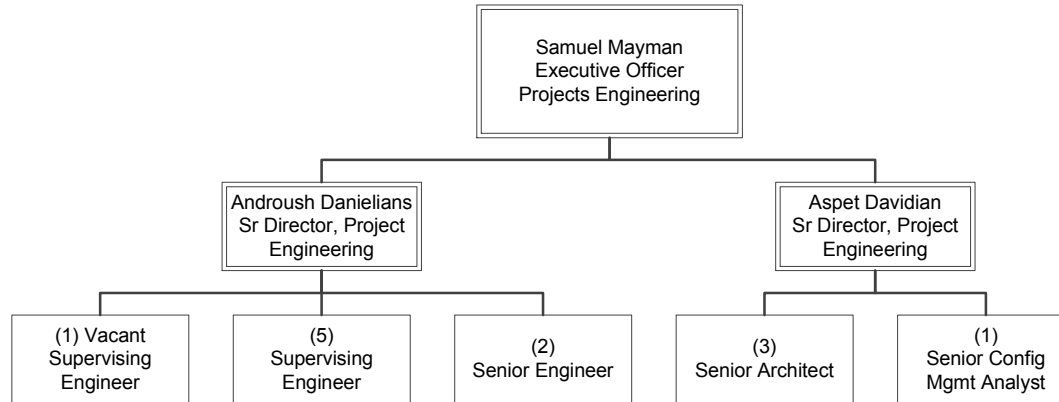 Samuel Mayman
Executive Officer
Projects Engineering
Androush Danielians
Sr Director, Project
Engineering
Aspet Davidian
Sr Director, Project
Engineering
(1) Vacant
Supervising
Engineer
(5)
Supervising
Engineer
(2)
Senior Engineer
(3)
Senior Architect
(1)
Senior Config
Mgmt Analyst